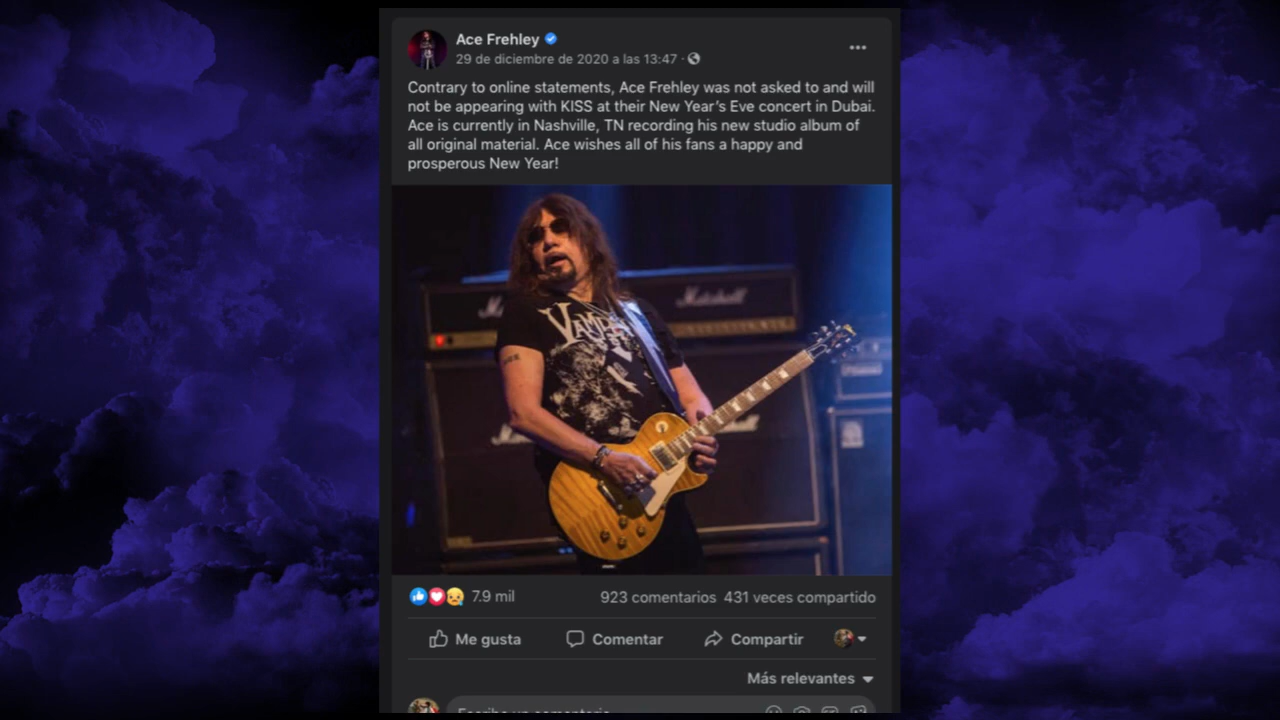 Ace Frehley
29 de diciembre de 2020 a las 13:47 ·
Contrary to online statements, Ace Frehley was not asked to and will
not be appearing with KISS at their New Year's Eve concert in Dubai.
Ace is currently in Nashville, TN recording his new studio album of
all original material. Ace wishes all of his fans a happy and
prosperous New Year!
Marshall
7.9 mil 923 comentarios 431 veces compartido
Me gusta Comentar Compartir
Más relevantes